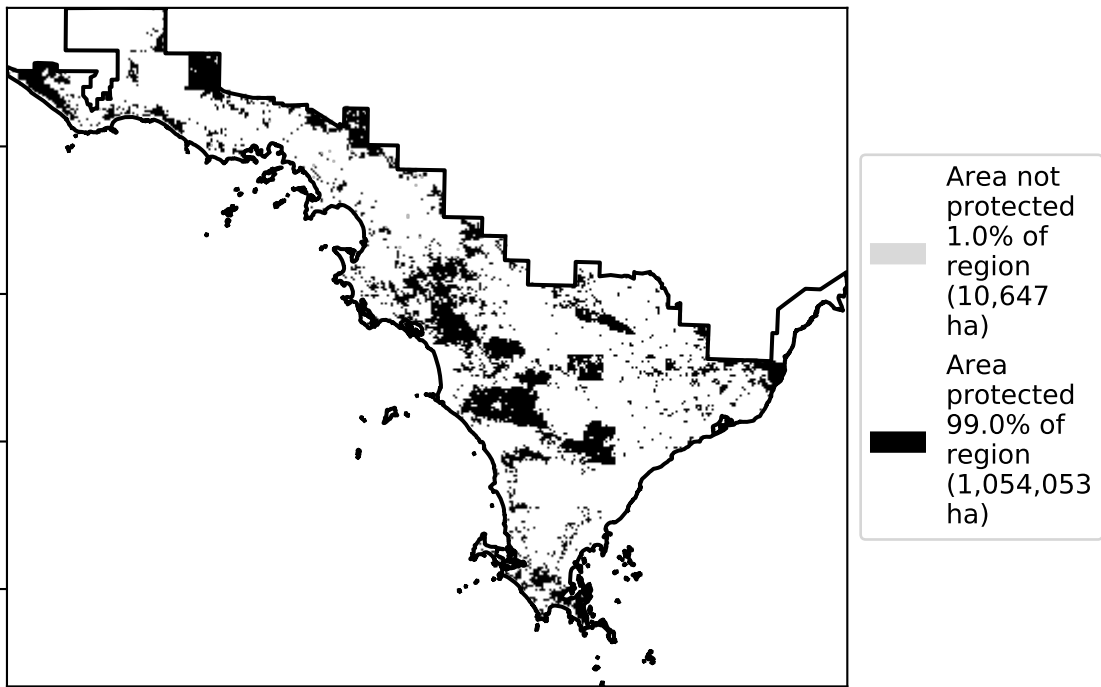 Area not
protected
1.0% of
region
(10,647
ha)
Area
protected
99.0% of
region
(1,054,053
ha)